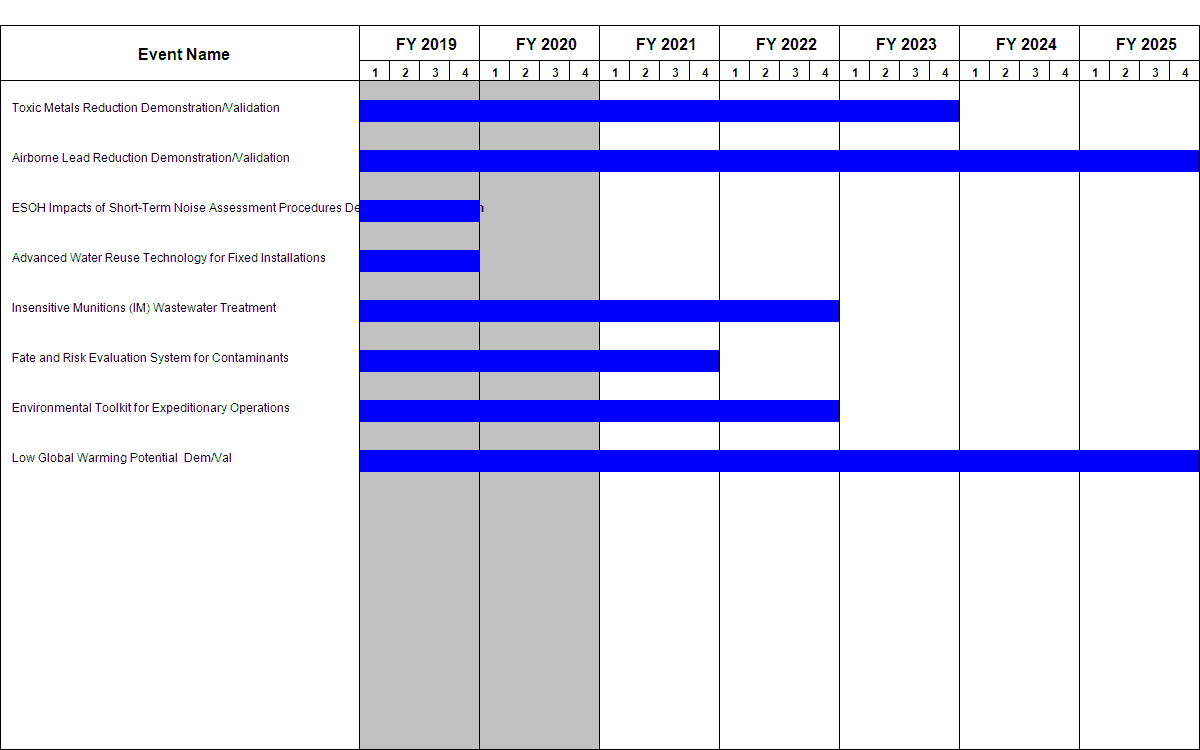 Event Name
FY 2019 FY 2020 FY 2021 FY 2022 FY 2023 FY 2024 FY 2025
1 2 3 4 1 2 3 4 1 2 3 4 1 2 3 4 1 2 3 4 1 2 3 4 1 2 3 4
Toxic Metals Reduction Demonstration/Validation
Airborne Lead Reduction Demonstration/Validation
ESOH Impacts of Short-Term Noise Assessment Procedures
Advanced Water Reuse Technology for Fixed Installations
Insensitive Munitions (IM) Wastewater Treatment
Fate and Risk Evaluation System for Contaminants
Environmental Toolkit for Expeditionary Operations
Low Global Warming Potential Dem/Val